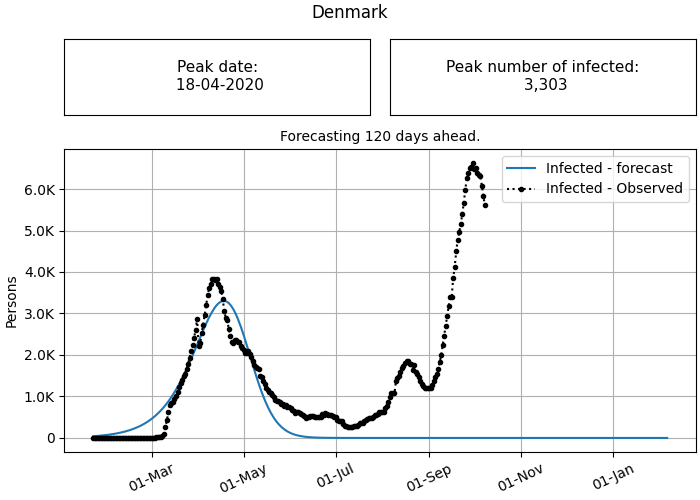 Denmark
Peak date:
18-04-2020
Peak number of infected:
3,303
Forecasting 120 days ahead.
Infected - forecast
Infected - Observed
Persons
6.0K
5.0K
4.0K
3.0K
2.0K
1.0K
0
01-Mar
01-May
01-Jul
01-Sep
01-Nov
01-Jan